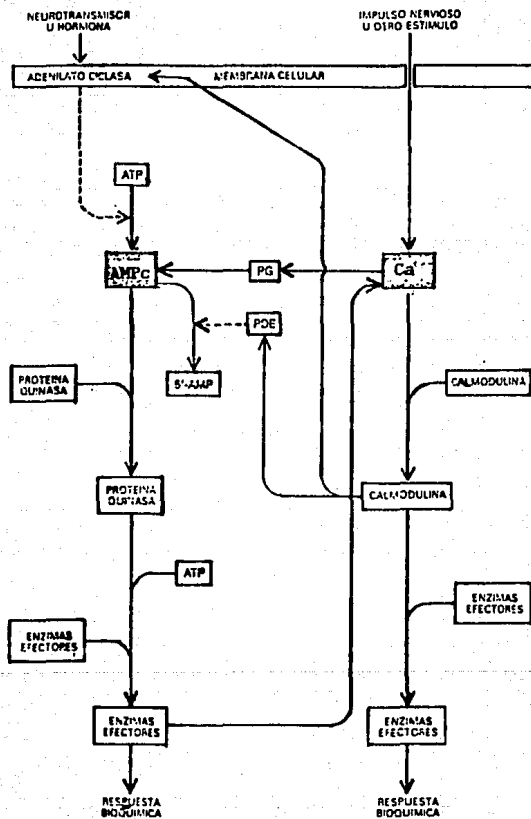 NEUROTRANSMISOR
U HORMONA
IMPULSO NERVIOSO
U OTRO ESTIMULO
ADENILATO CICLASA
MEMBRANA CELULAR
ATP
AMPc
PG
Ca
PDE
5'-AMP
PROTEINA
QUINASA
CALMODULINA
PROTEINA
QUINASA
CALMODULINA
ATP
ENZIMAS
EFECTORES
ENZIMAS
EFECTORES
ENZIMAS
EFECTORES
ENZIMAS
EFECTORES
RESPUESTA
BIOQUIMICA
RESPUESTA
BIOQUIMICA